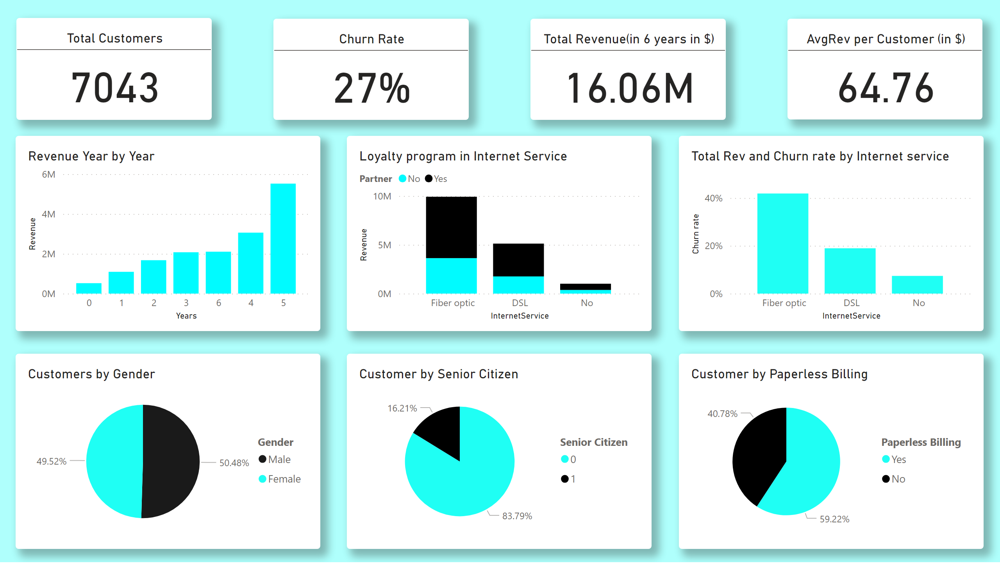 Total Customers
7043
Churn Rate
27%
Total Revenue(in 6 years in $)
16.06M
AvgRev per Customer (in $)
64.76
Revenue Year by Year
6M
4M
2M
0M
Revenue
0 1 2 3 6 4 5
Years
Loyalty program in Internet Service
Partner No Yes
10M
5M
0M
Revenue
Fiber optic DSL No
InternetService
Total Rev and Churn rate by Internet service
40%
20%
0%
Churn rate
Fiber optic DSL No
InternetService
Customers by Gender
49.52%
50.48%
Gender
Male
Female
Customer by Senior Citizen
16.21%
83.79%
Senior Citizen
0
1
Customer by Paperless Billing
40.78%
59.22%
Paperless Billing
Yes
No